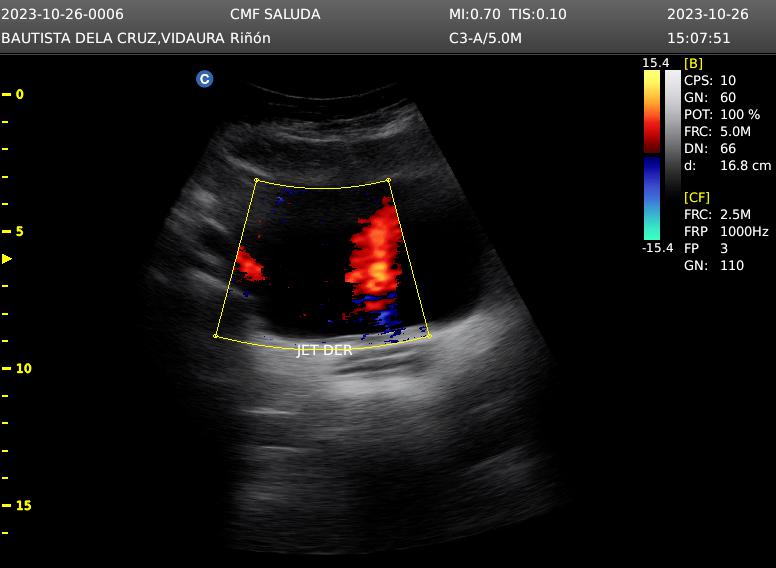 2023-10-26-0006 CMF SALUDA MI:0.70 TIS:0.10 2023-10-26
BAUTISTA DELA CRUZ,VIDAURA Riñón C3-A/5.0M 15:07:51
C
0
5
10
15
JET DER
15.4
-15.4
[B]
CPS: 10
GN: 60
POT: 100 %
FRC: 5.0M
DN: 66
d: 16.8 cm
[CF]
FRC: 2.5M
FRP 1000Hz
FP 3
GN: 110